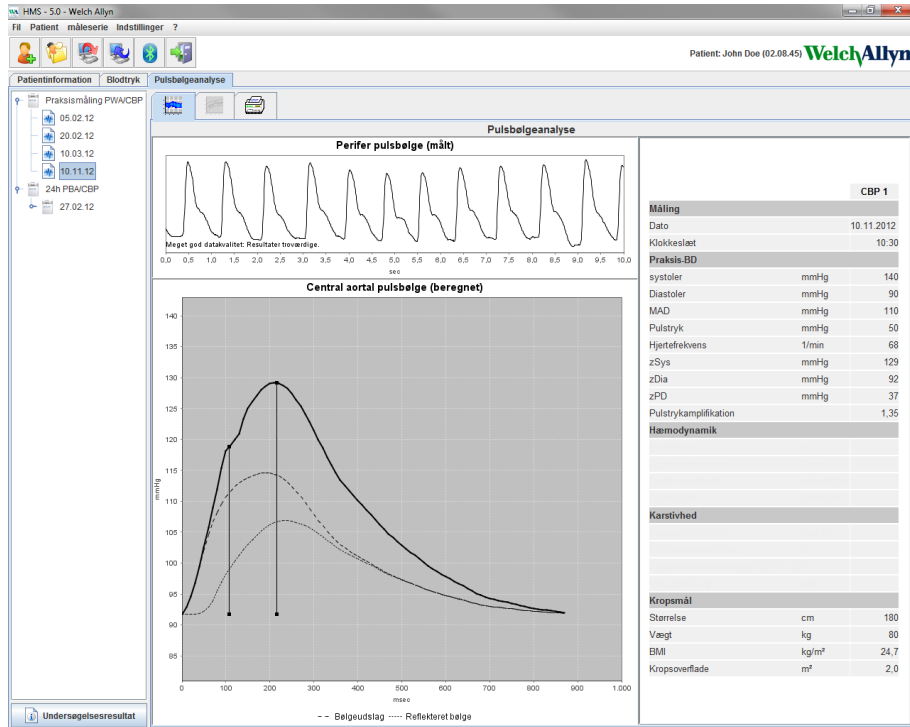 HMS - 5.0 - Welch Allyn
Fil Patient måleserie Indstillinger ?
Patient: John Doe (02.08.45) WelchAllyn
Patientinformation Blodtryk Pulsbølgeanalyse
Praksismåling PWA/CBP
05.02.12
20.02.12
10.03.12
10.11.12
24h PBA/CBP
27.02.12
Undersøgelsesresultat
Pulsbølgeanalyse
Perifer pulsbølge (målt)
Meget god datakvalitet: Resultater troværdige.
0,0 0,5 1,0 1,5 2,0 2,5 3,0 3,5 4,0 4,5 5,0 5,5 6,0 6,5 7,0 7,5 8,0 8,5 9,0 9,5 10,0
sec
Central aortal pulsbølge (beregnet)
140
135
130
125
120
115
110
105
100
95
90
85
mmHg
0 100 200 300 400 500 600 700 800 900 1.000
msec
Bølgeudslag Reflekteret bølge
CBP 1
Måling
Dato 10.11.2012
Klokkeslæt 10:30
Praksis-BD
systoler mmHg 140
Diastoler mmHg 90
MAD mmHg 110
Pulstryk mmHg 50
Hjertefrekvens 1/min 68
zSys mmHg 129
zDia mmHg 92
zPD mmHg 37
Pulstrykamplifikation 1,35
Hæmodynamik
Karstivhed
Kropsmål
Størrelse cm 180
Vægt kg 80
BMI kg/m² 24,7
Kropsoverflade m² 2,0